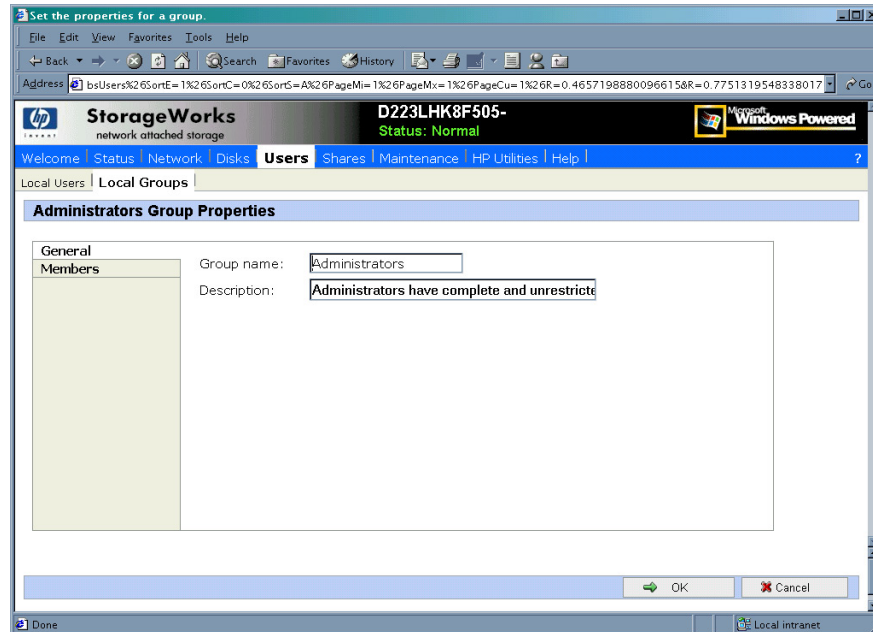 Set the properties for a group.
File Edit View Favorites Tools Help
Back Search Favorites History
Address bsUsers%26SortE=1%26SortC=0%26SortS=A%26PageMi=1%26PageMx=1%26PageCu=1%26R=0.4657198880096615&R=0.7751319548338017 Go
hp StorageWorks D223LHK8F505- Microsoft Windows Powered
invent network attached storage Status: Normal
Welcome Status Network Disks Users Shares Maintenance HP Utilities Help ?
Local Users Local Groups
Administrators Group Properties
General
Members
Group name: Administrators
Description: Administrators have complete and unrestricte
OK Cancel
Done Local intranet